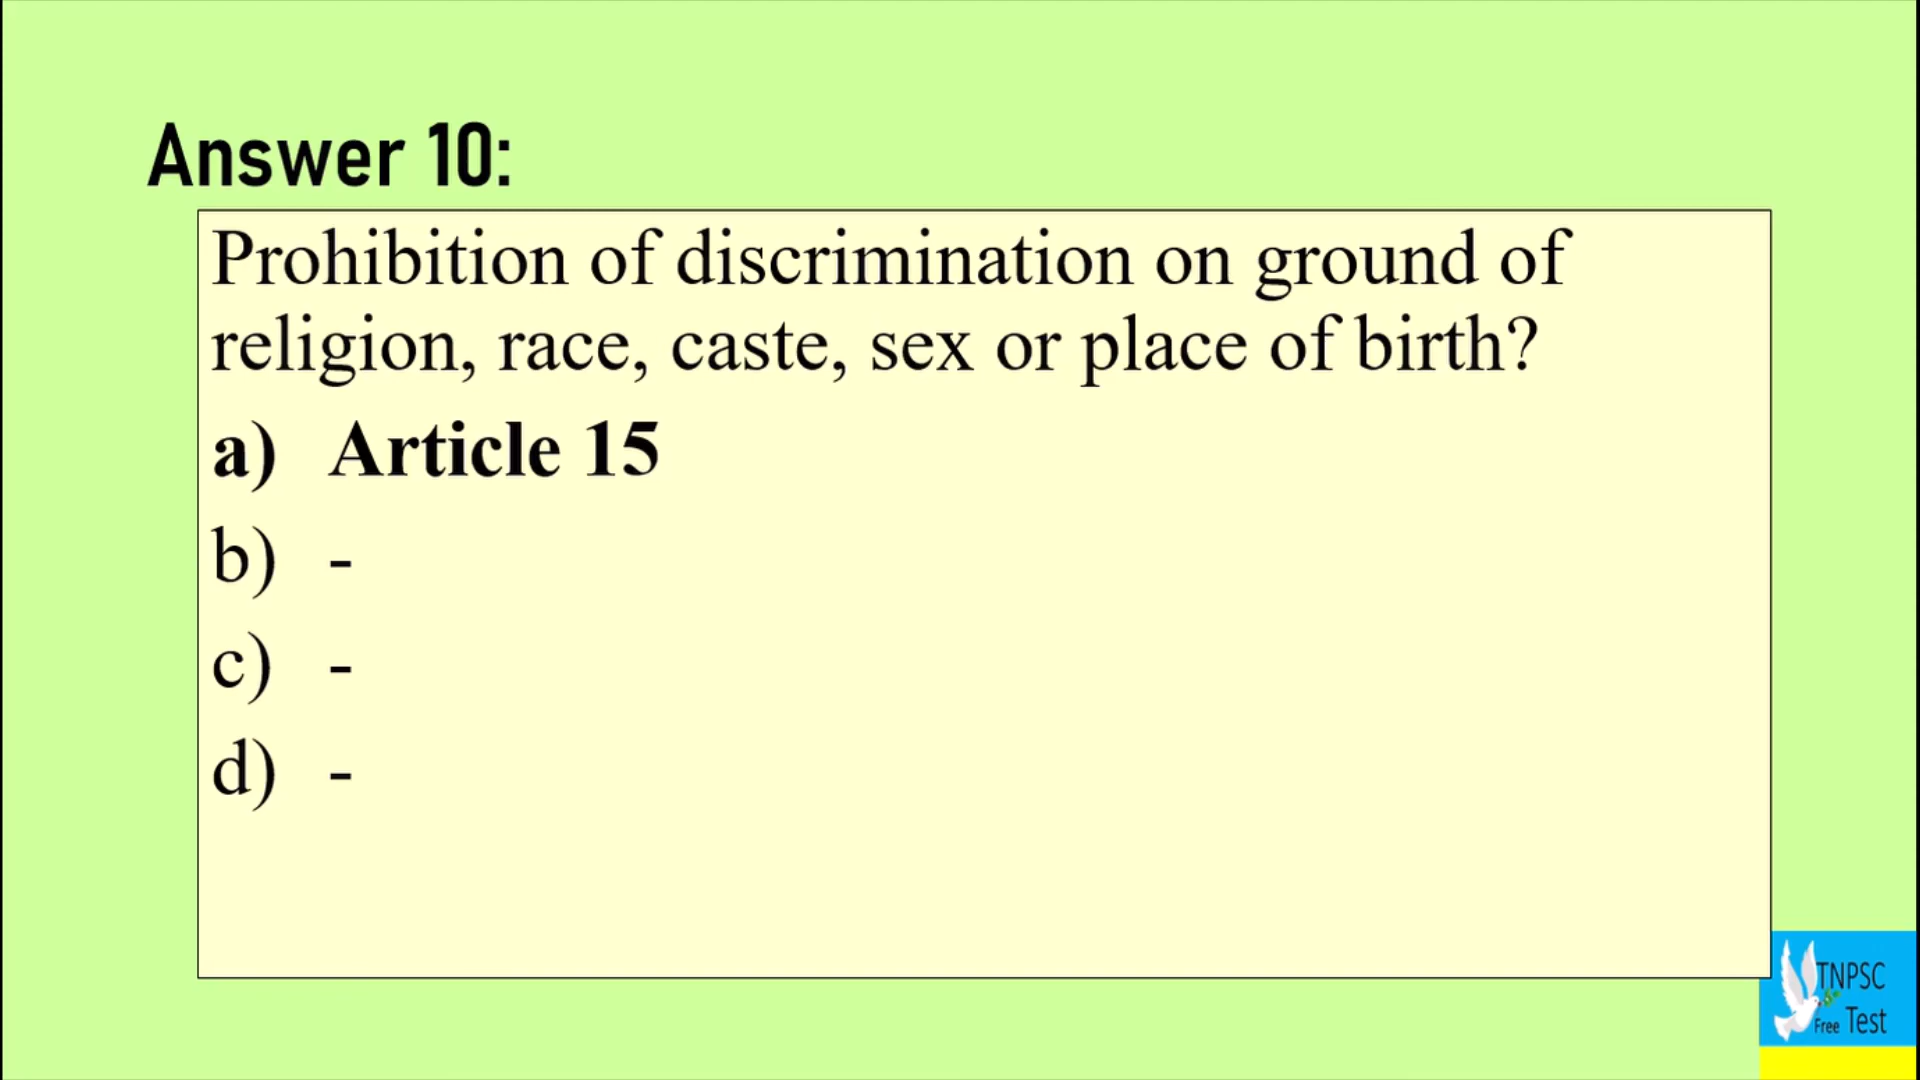 Answer 10:
Prohibition of discrimination on ground of
religion, race, caste, sex or place of birth?
a) Article 15
b) -
c) -
d) -
TNPSC
Free Test